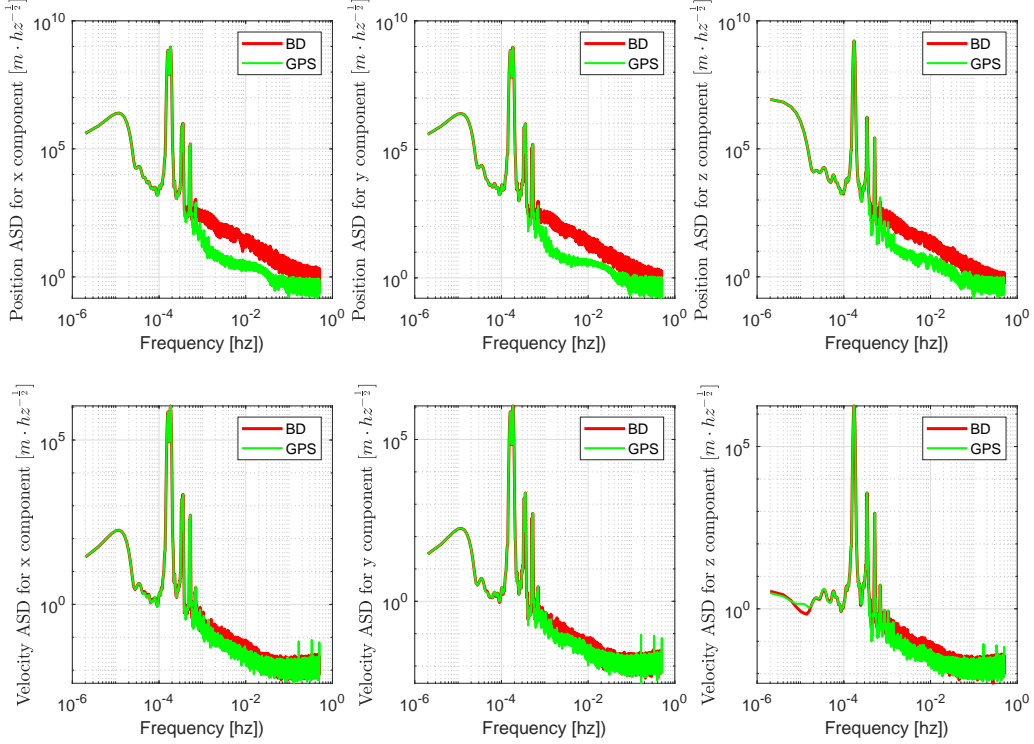 Position ASD for x component [m · hz^{-\frac{1}{2}}]
10^10
10^5
10^0
BD
GPS
10^-6 10^-4 10^-2 10^0
Frequency [hz])
Position ASD for y component [m · hz^{-\frac{1}{2}}]
10^10
10^5
10^0
BD
GPS
10^-6 10^-4 10^-2 10^0
Frequency [hz])
Position ASD for z component [m · hz^{-\frac{1}{2}}]
10^10
10^5
10^0
BD
GPS
10^-6 10^-4 10^-2 10^0
Frequency [hz])
Velocity ASD for x component [m · hz^{-\frac{1}{2}}]
10^5
10^0
BD
GPS
10^-6 10^-4 10^-2 10^0
Frequency [hz])
Velocity ASD for y component [m · hz^{-\frac{1}{2}}]
10^5
10^0
BD
GPS
10^-6 10^-4 10^-2 10^0
Frequency [hz])
Velocity ASD for z component [m · hz^{-\frac{1}{2}}]
10^5
10^0
BD
GPS
10^-6 10^-4 10^-2 10^0
Frequency [hz])